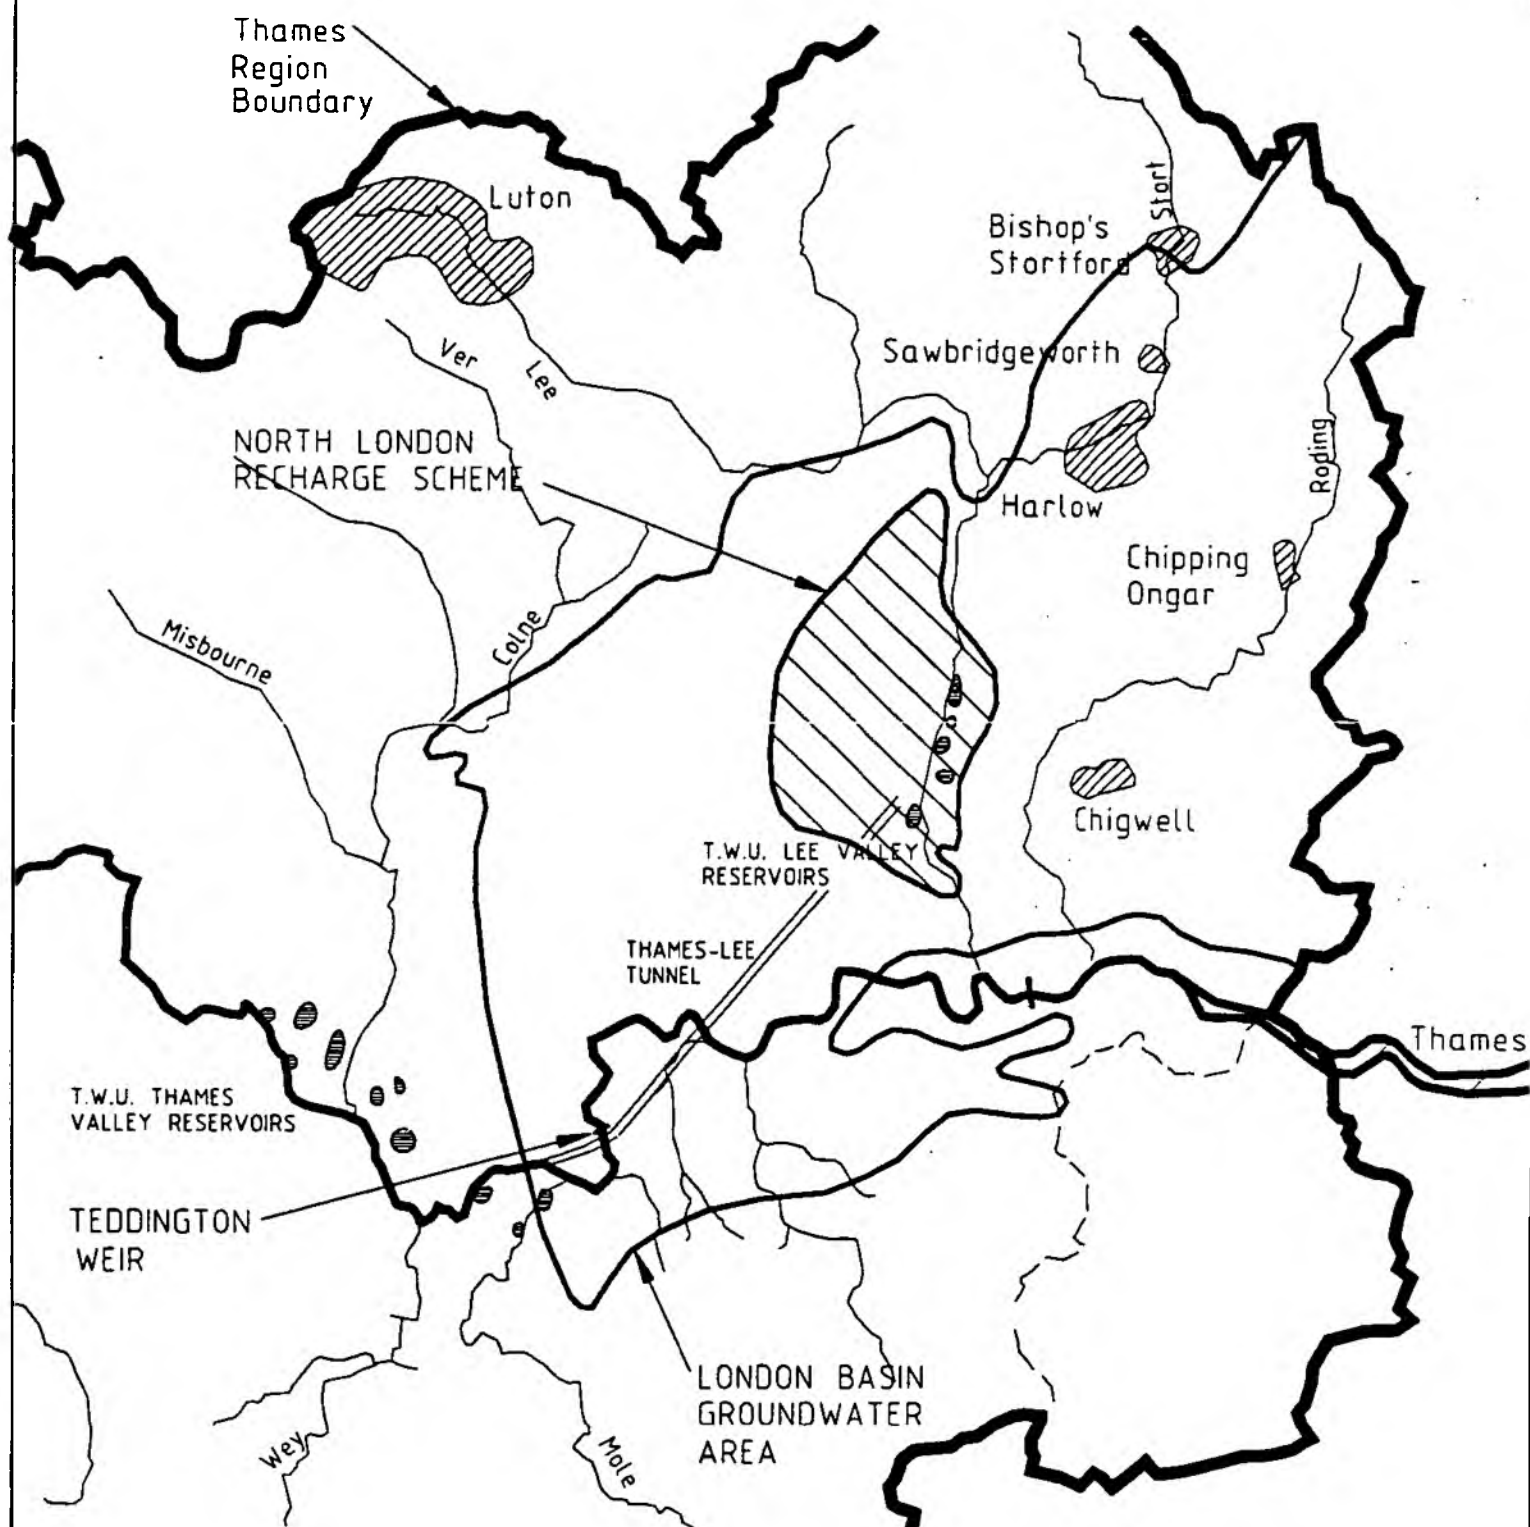 Thames
Region
Boundary
Luton
Stort
Bishop's
Stortford
Ver
Lee
Sawbridgeworth
NORTH LONDON
RECHARGE SCHEME
Roding
Harlow
Chipping
Ongar
Misbourne
Colne
Chigwell
T.W.U. LEE VALLEY
RESERVOIRS
THAMES-LEE
TUNNEL
Thames
T.W.U. THAMES
VALLEY RESERVOIRS
TEDDINGTON
WEIR
LONDON BASIN
GROUNDWATER
AREA
Wey
Mole